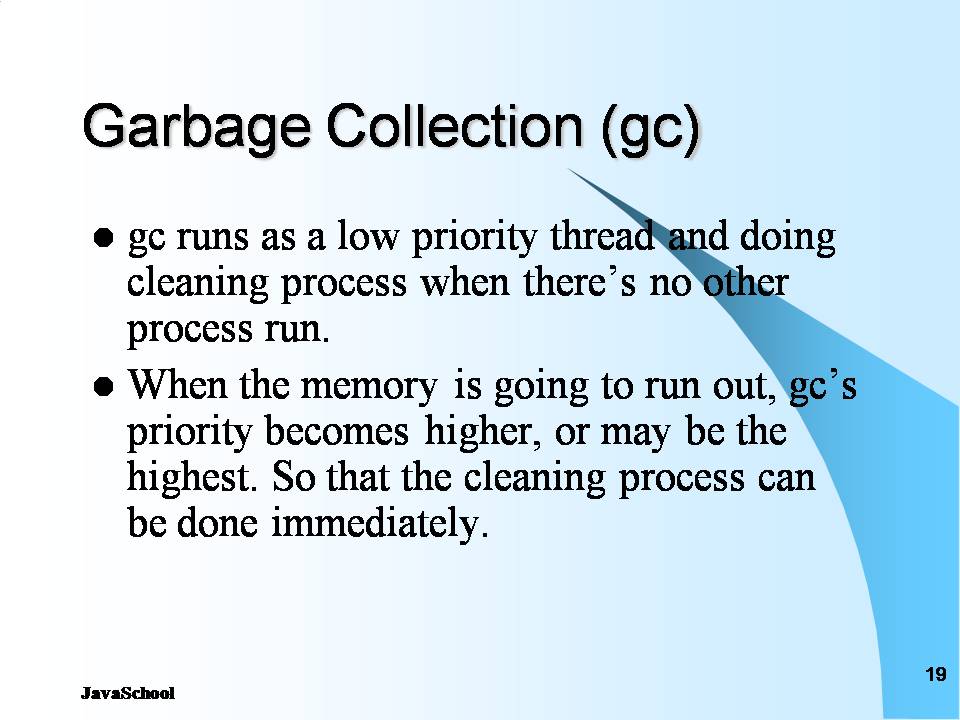 Garbage Collection (gc)
gc runs as a low priority thread and doing
cleaning process when there’s no other
process run.
When the memory is going to run out, gc’s
priority becomes higher, or may be the
highest. So that the cleaning process can
be done immediately.
19
JavaSchool